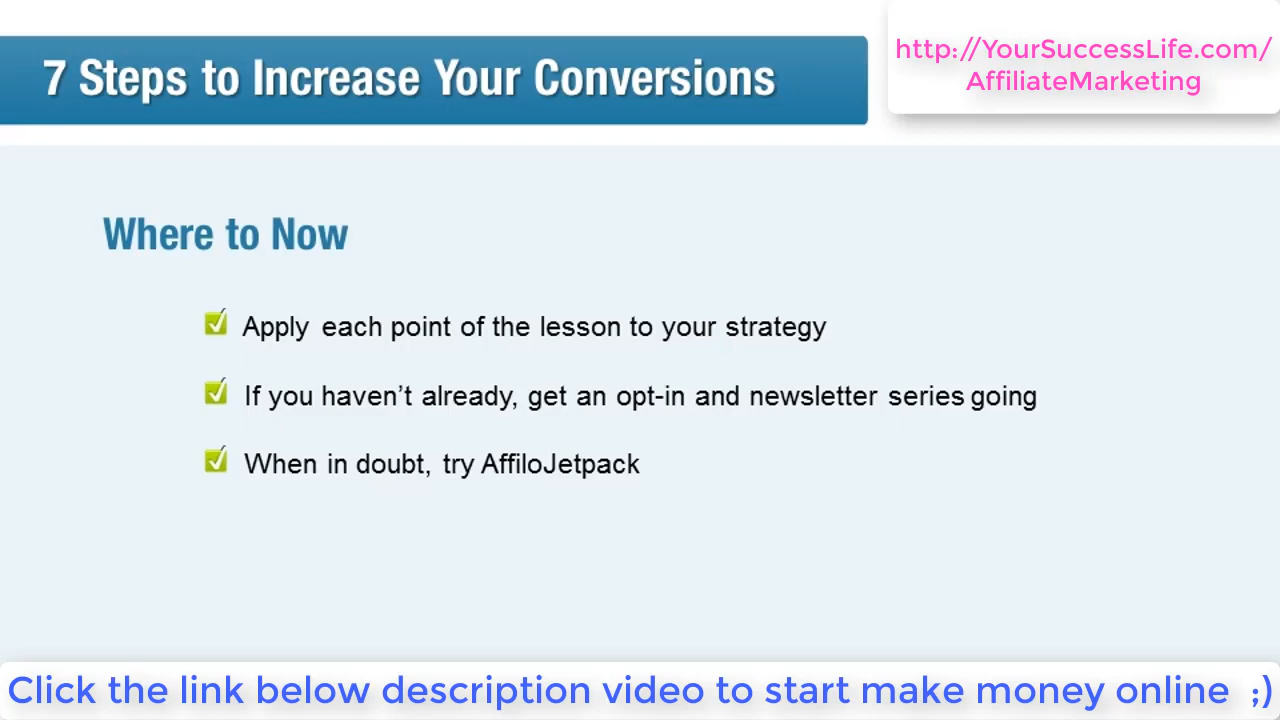 7 Steps to Increase Your Conversions
http://YourSuccessLife.com/
AffiliateMarketing
Where to Now
Apply each point of the lesson to your strategy
If you haven’t already, get an opt-in and newsletter series going
When in doubt, try AffiloJetpack
Click the link below description video to start make money online ;)